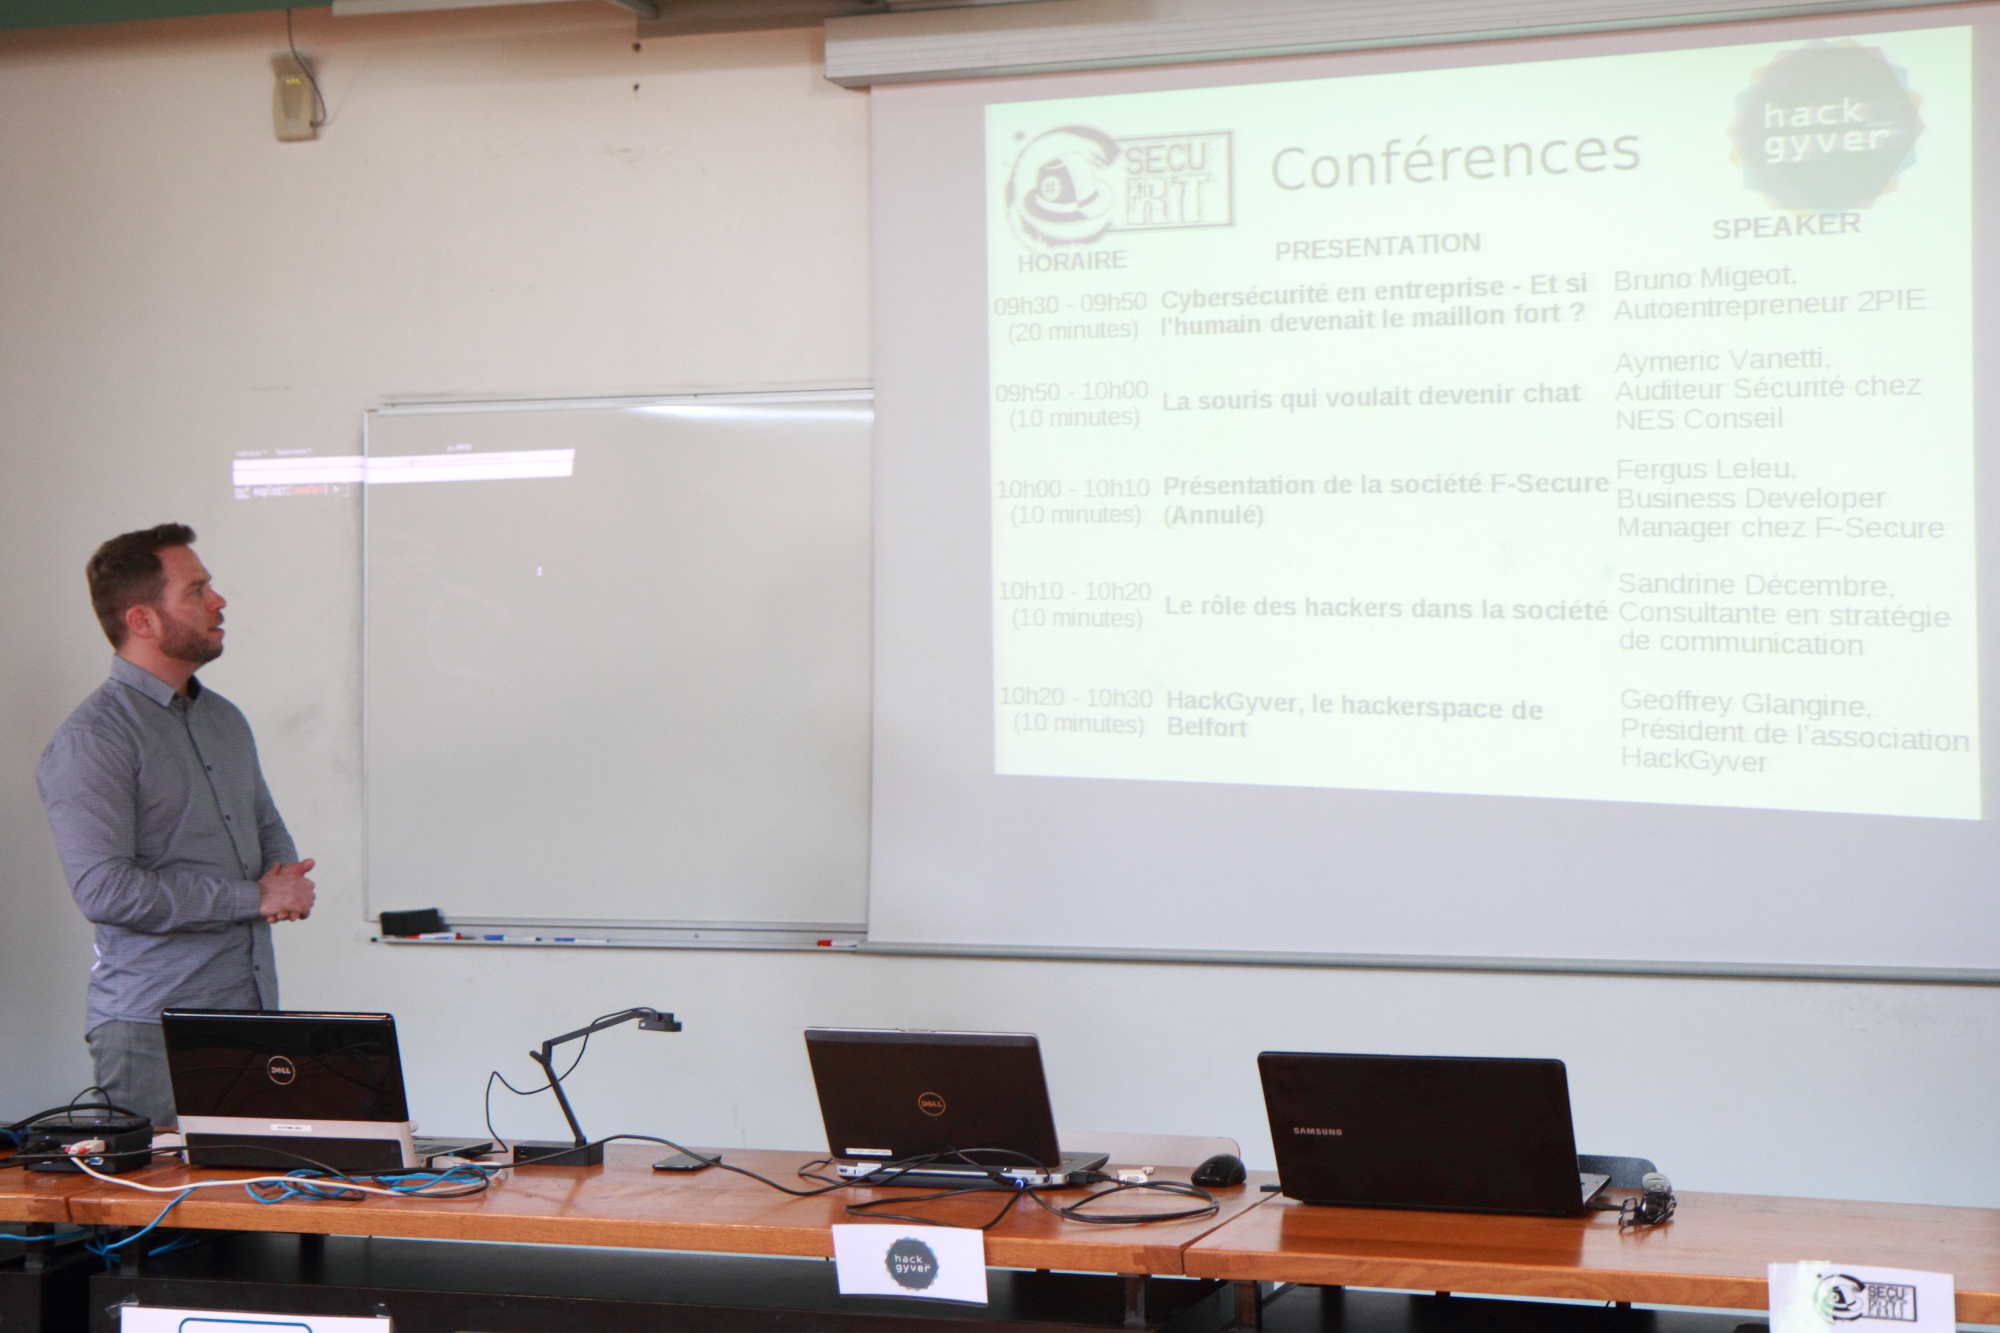 hack_
gyver
SECU
RT
Conférences
HORAIRE
PRESENTATION
SPEAKER
09h30 - 09h50
(20 minutes)
Cybersécurité en entreprise - Et si
l'humain devenait le maillon fort ?
Bruno Migeot,
Autoentrepreneur 2PIE
09h50 - 10h00
(10 minutes)
La souris qui voulait devenir chat
Aymeric Vanetti,
Auditeur Sécurité chez
NES Conseil
10h00 - 10h10
(10 minutes)
Présentation de la société F-Secure
(Annulé)
Fergus Leleu,
Business Developer
Manager chez F-Secure
10h10 - 10h20
(10 minutes)
Le rôle des hackers dans la société
Sandrine Décembre,
Consultante en stratégie
de communication
10h20 - 10h30
(10 minutes)
HackGyver, le hackerspace de
Belfort
Geoffrey Glangine,
Président de l'association
HackGyver
DELL
DELL
SAMSUNG
hack_
gyver
SECU
RT